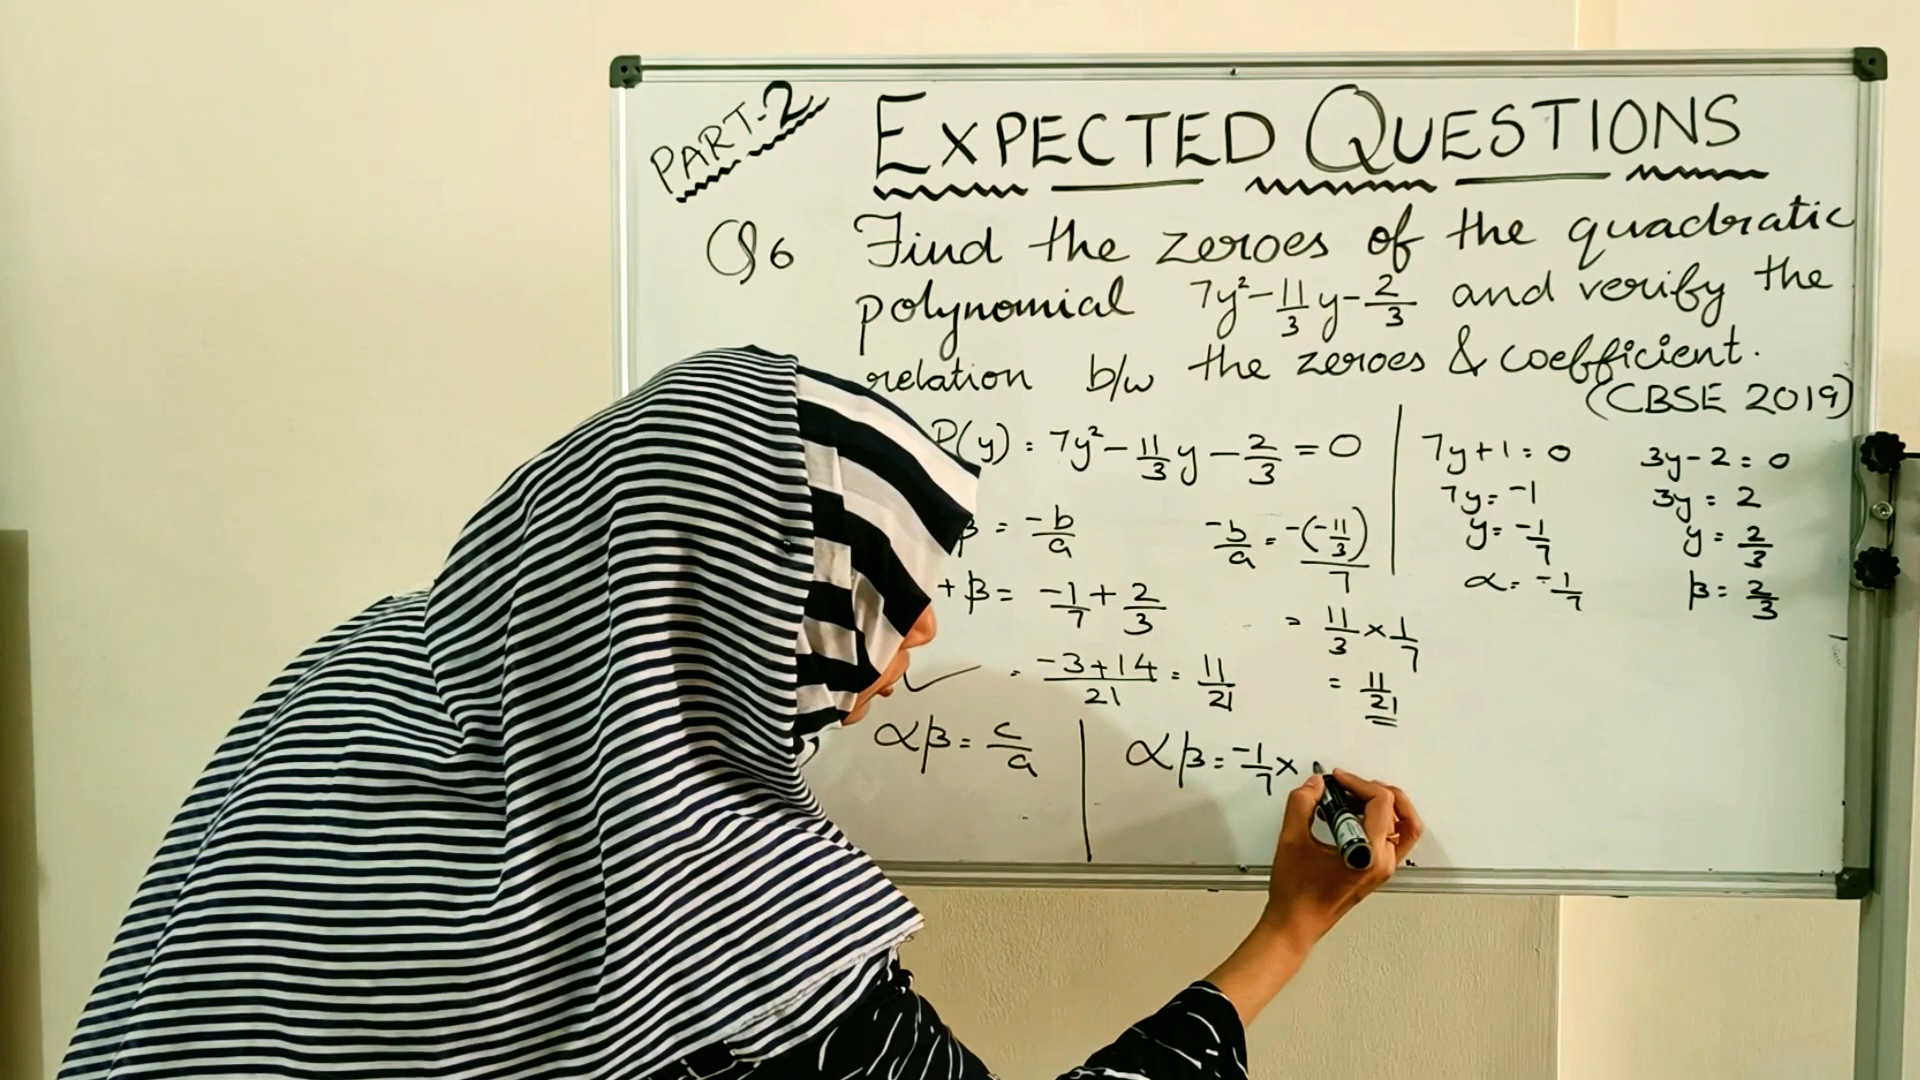 PART-2
EXPECTED QUESTIONS
Q6 Find the zeroes of the quadratic
polynomial 7y²-11/3 y-2/3 and verify the
relation b/w the zeroes & coefficient.
(CBSE 2019)
P(y) : 7y² - 11/3 y - 2/3 = 0
β = -b/a
+ β = -1/7 + 2/3
= -3+14/21 = 11/21
-b/a = -(-11/3)/7
= 11/3 × 1/7
= 11/21
7y+1 = 0
7y = -1
y = -1/7
α = -1/7
3y-2 = 0
3y = 2
y = 2/3
β = 2/3
αβ = c/a
αβ = -1/7 ×